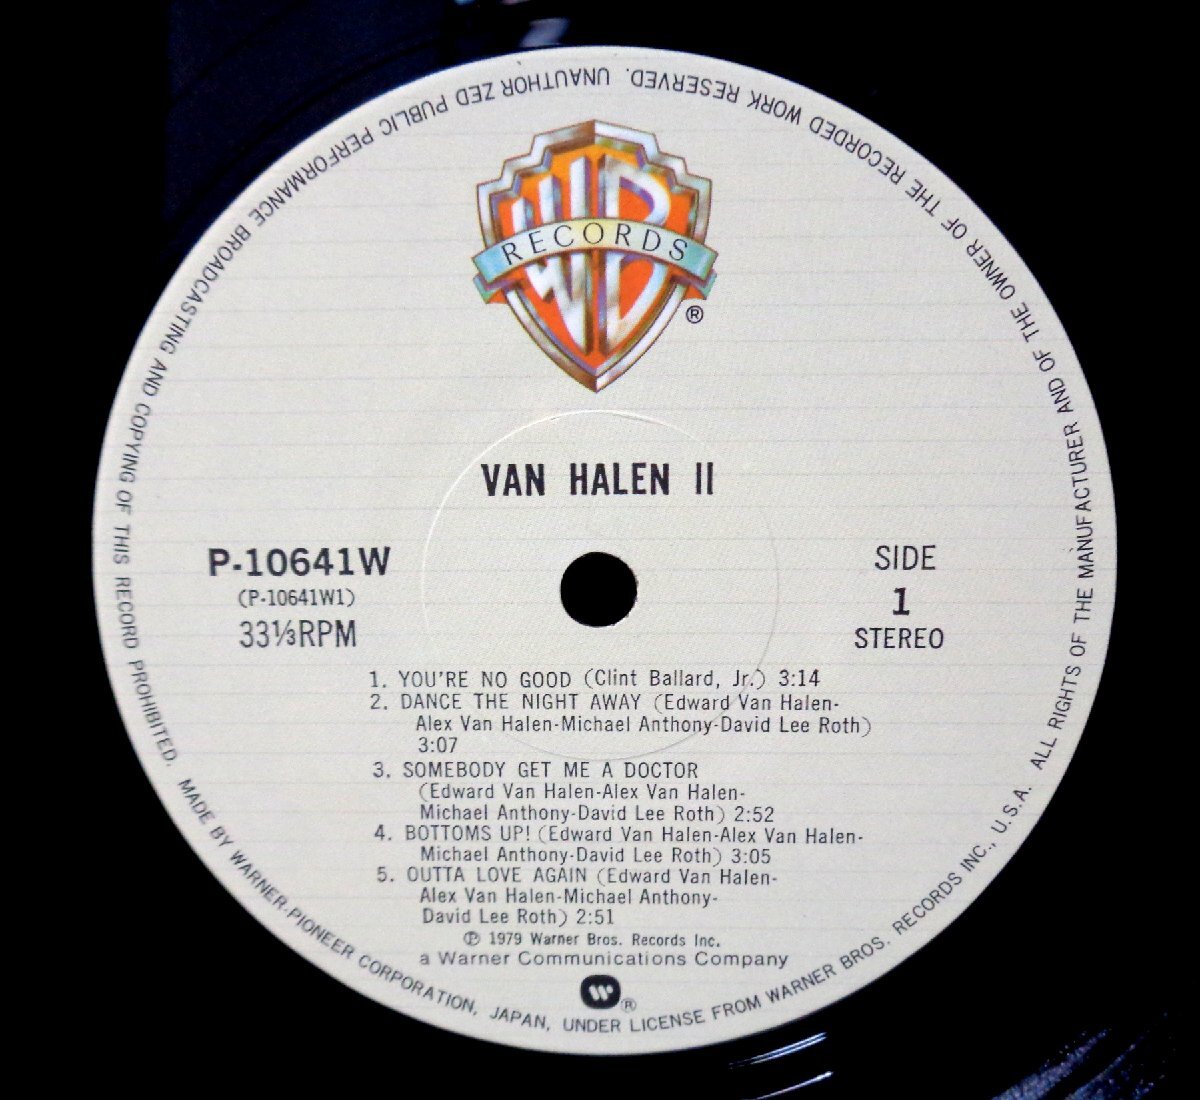 WB
RECORDS
®
VAN HALEN II
P-10641W
(P-10641W1)
33⅓RPM
SIDE
1
STEREO
1. YOU'RE NO GOOD (Clint Ballard, Jr.) 3:14
2. DANCE THE NIGHT AWAY (Edward Van Halen-
Alex Van Halen-Michael Anthony-David Lee Roth)
3:07
3. SOMEBODY GET ME A DOCTOR
(Edward Van Halen-Alex Van Halen-
Michael Anthony-David Lee Roth) 2:52
4. BOTTOMS UP! (Edward Van Halen-Alex Van Halen-
Michael Anthony-David Lee Roth) 3:05
5. OUTTA LOVE AGAIN (Edward Van Halen-
Alex Van Halen-Michael Anthony-
David Lee Roth) 2:51
℗ 1979 Warner Bros. Records Inc.
a Warner Communications Company
W ®
MADE BY WARNER-PIONEER CORPORATION, JAPAN, UNDER LICENSE FROM WARNER BROS. RECORDS INC., U.S.A. ALL RIGHTS OF THE MANUFACTURER AND OF THE OWNER OF THE RECORDED WORK RESERVED. UNAUTHOR ZED PUBLIC PERFORMANCE BROADCASTING AND COPYING OF THIS RECORD PROHIBITED.